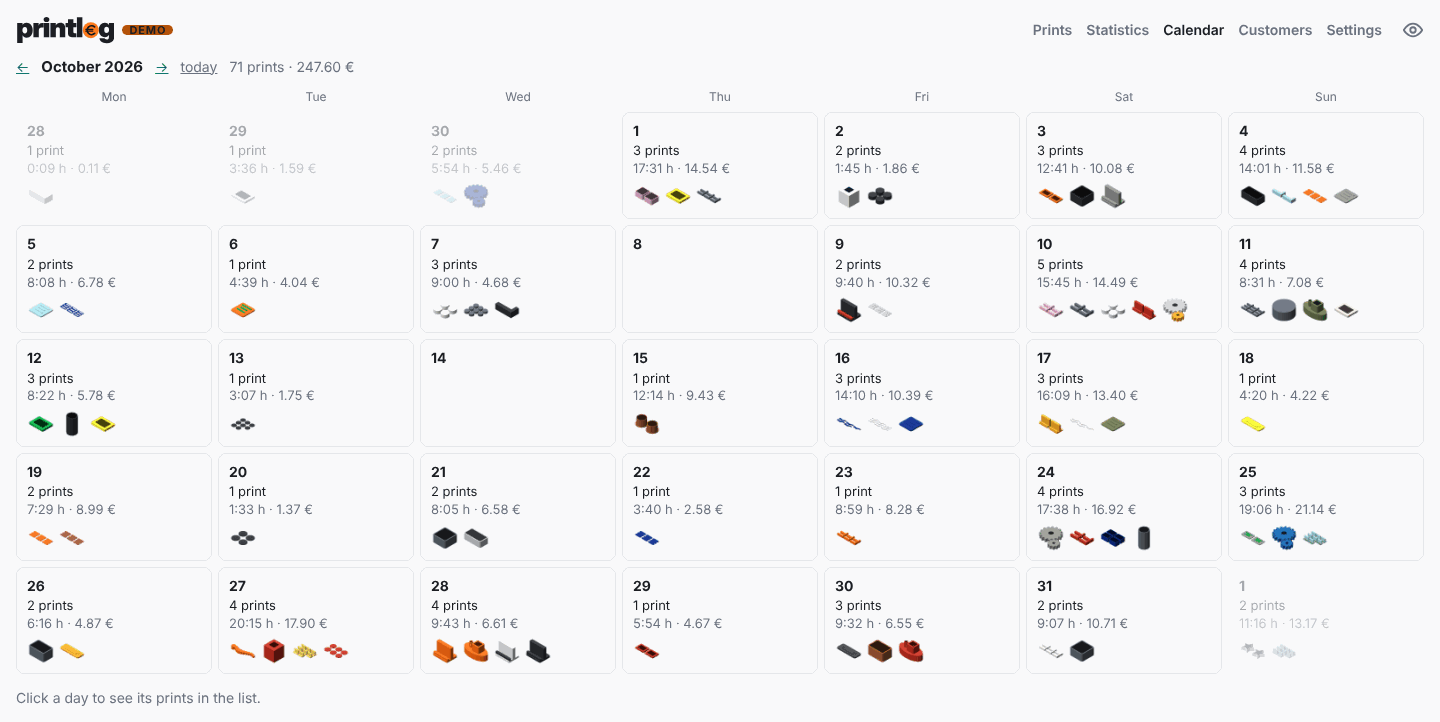 printl€g DEMO Prints Statistics Calendar Customers Settings
← October 2026 → today 71 prints · 247.60 €
Mon Tue Wed Thu Fri Sat Sun
28 29 30 1 2 3 4
1 print 1 print 2 prints 3 prints 2 prints 3 prints 4 prints
0:09 h · 0.11 € 3:36 h · 1.59 € 5:54 h · 5.46 € 17:31 h · 14.54 € 1:45 h · 1.86 € 12:41 h · 10.08 € 14:01 h · 11.58 €
5 6 7 8 9 10 11
2 prints 1 print 3 prints 2 prints 5 prints 4 prints
8:08 h · 6.78 € 4:39 h · 4.04 € 9:00 h · 4.68 € 9:40 h · 10.32 € 15:45 h · 14.49 € 8:31 h · 7.08 €
12 13 14 15 16 17 18
3 prints 1 print 1 print 3 prints 3 prints 1 print
8:22 h · 5.78 € 3:07 h · 1.75 € 12:14 h · 9.43 € 14:10 h · 10.39 € 16:09 h · 13.40 € 4:20 h · 4.22 €
19 20 21 22 23 24 25
2 prints 1 print 2 prints 1 print 1 print 4 prints 3 prints
7:29 h · 8.99 € 1:33 h · 1.37 € 8:05 h · 6.58 € 3:40 h · 2.58 € 8:59 h · 8.28 € 17:38 h · 16.92 € 19:06 h · 21.14 €
26 27 28 29 30 31 1
2 prints 4 prints 4 prints 1 print 3 prints 2 prints 2 prints
6:16 h · 4.87 € 20:15 h · 17.90 € 9:43 h · 6.61 € 5:54 h · 4.67 € 9:32 h · 6.55 € 9:07 h · 10.71 € 11:16 h · 13.17 €
Click a day to see its prints in the list.